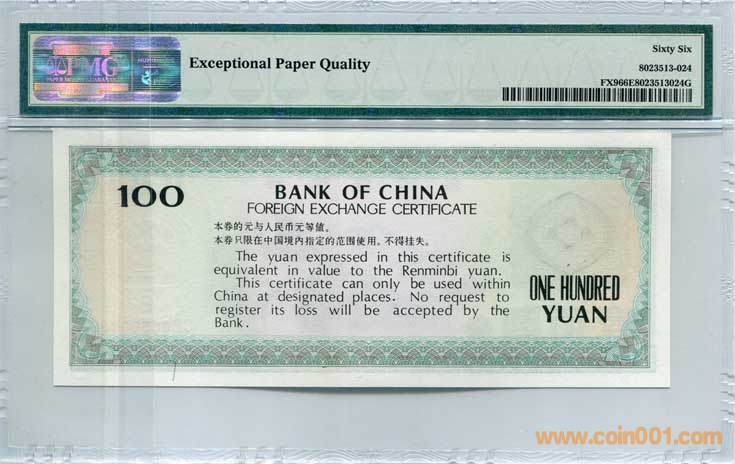 PMG
Exceptional Paper Quality
Sixty Six
8023513-024
FX966E8023513024G
100
BANK OF CHINA
FOREIGN EXCHANGE CERTIFICATE
本券的元与人民币元等值。
本券只限在中国境内指定的范围使用。不得挂失。
The yuan expressed in this certificate is
equivalent in value to the Renminbi yuan.
This certificate can only be used within
China at designated places. No request to
register its loss will be accepted by the
Bank.
ONE HUNDRED
YUAN
www.coin001.com